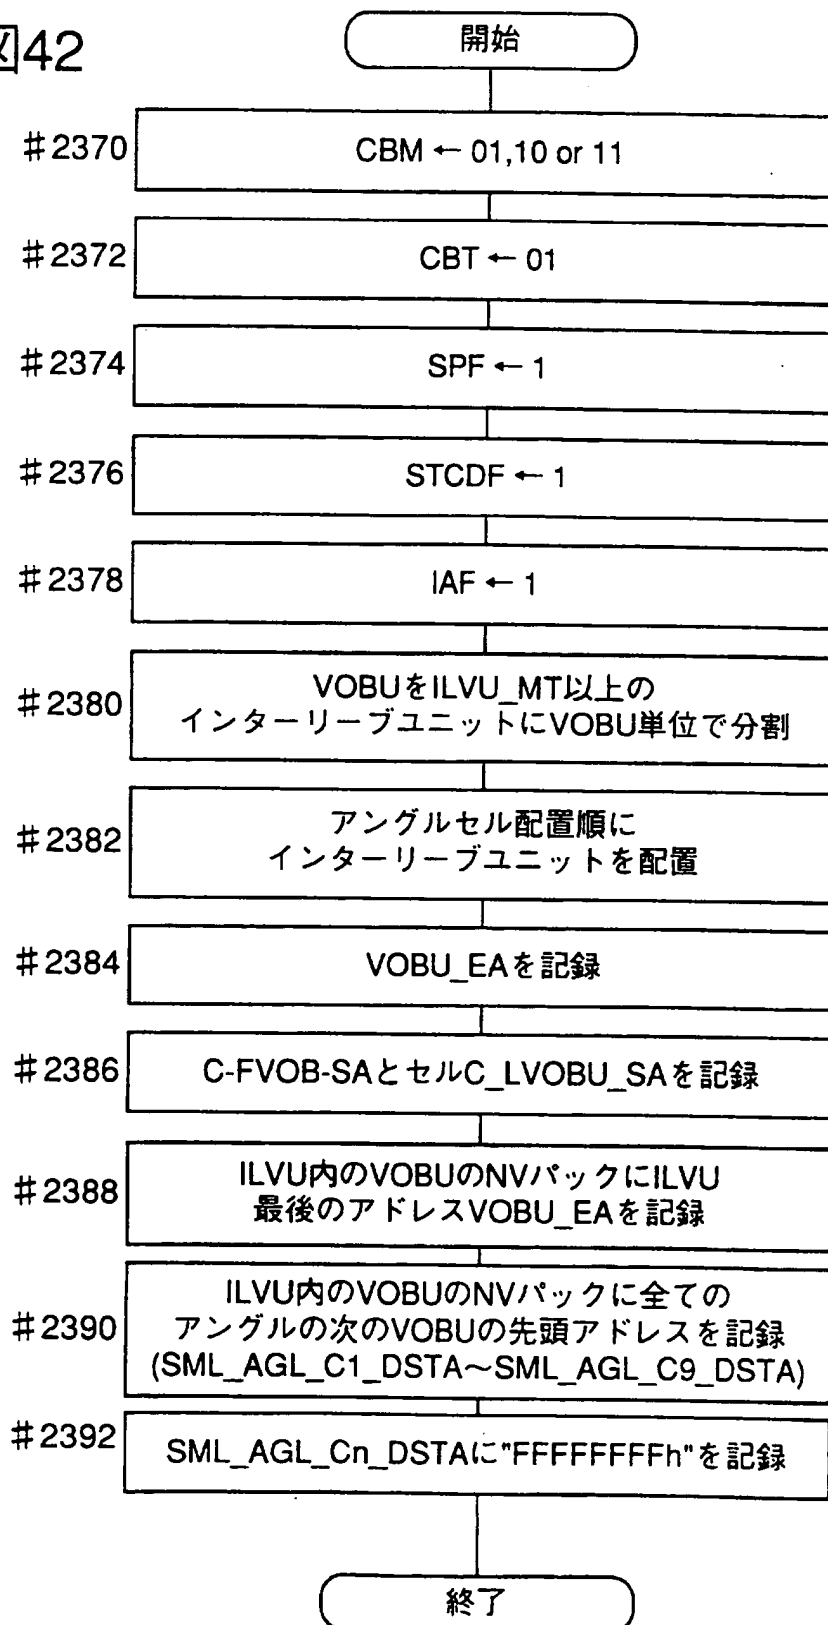 図42
開始
#2370
CBM ← 01,10 or 11
#2372
CBT ← 01
#2374
SPF ← 1
#2376
STCDF ← 1
#2378
IAF ← 1
#2380
VOBUをILVU_MT以上の
インターリーブユニットにVOBU単位で分割
#2382
アングルセル配置順に
インターリーブユニットを配置
#2384
VOBU_EAを記録
#2386
C-FVOB-SAとセルC_LVOBU_SAを記録
#2388
ILVU内のVOBUのNVパックにILVU
最後のアドレスVOBU_EAを記録
#2390
ILVU内のVOBUのNVパックに全ての
アングルの次のVOBUの先頭アドレスを記録
(SML_AGL_C1_DSTA~SML_AGL_C9_DSTA)
#2392
SML_AGL_Cn_DSTAに"FFFFFFFFh"を記録
終了